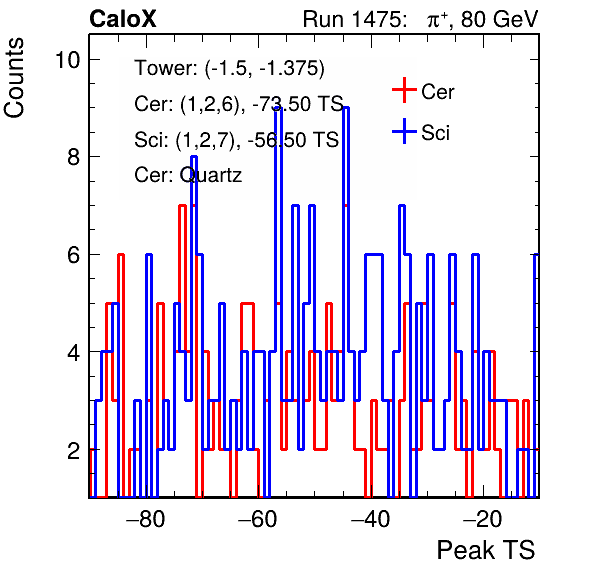 CaloX Run 1475: π⁺, 80 GeV
Counts
Tower: (-1.5, -1.375)
Cer: (1,2,6), -73.50 TS
Sci: (1,2,7), -56.50 TS
Cer: Quartz
Cer
Sci
10
8
6
4
2
−80 −60 −40 −20
Peak TS